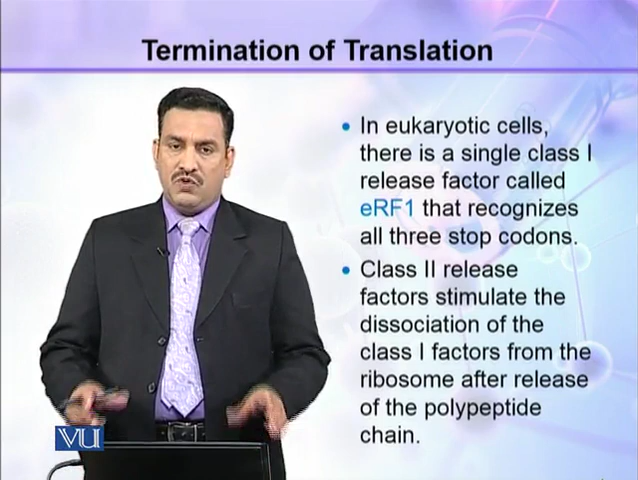 Termination of Translation
• In eukaryotic cells,
there is a single class I
release factor called
eRF1 that recognizes
all three stop codons.
• Class II release
factors stimulate the
dissociation of the
class I factors from the
ribosome after release
of the polypeptide
chain.
VU